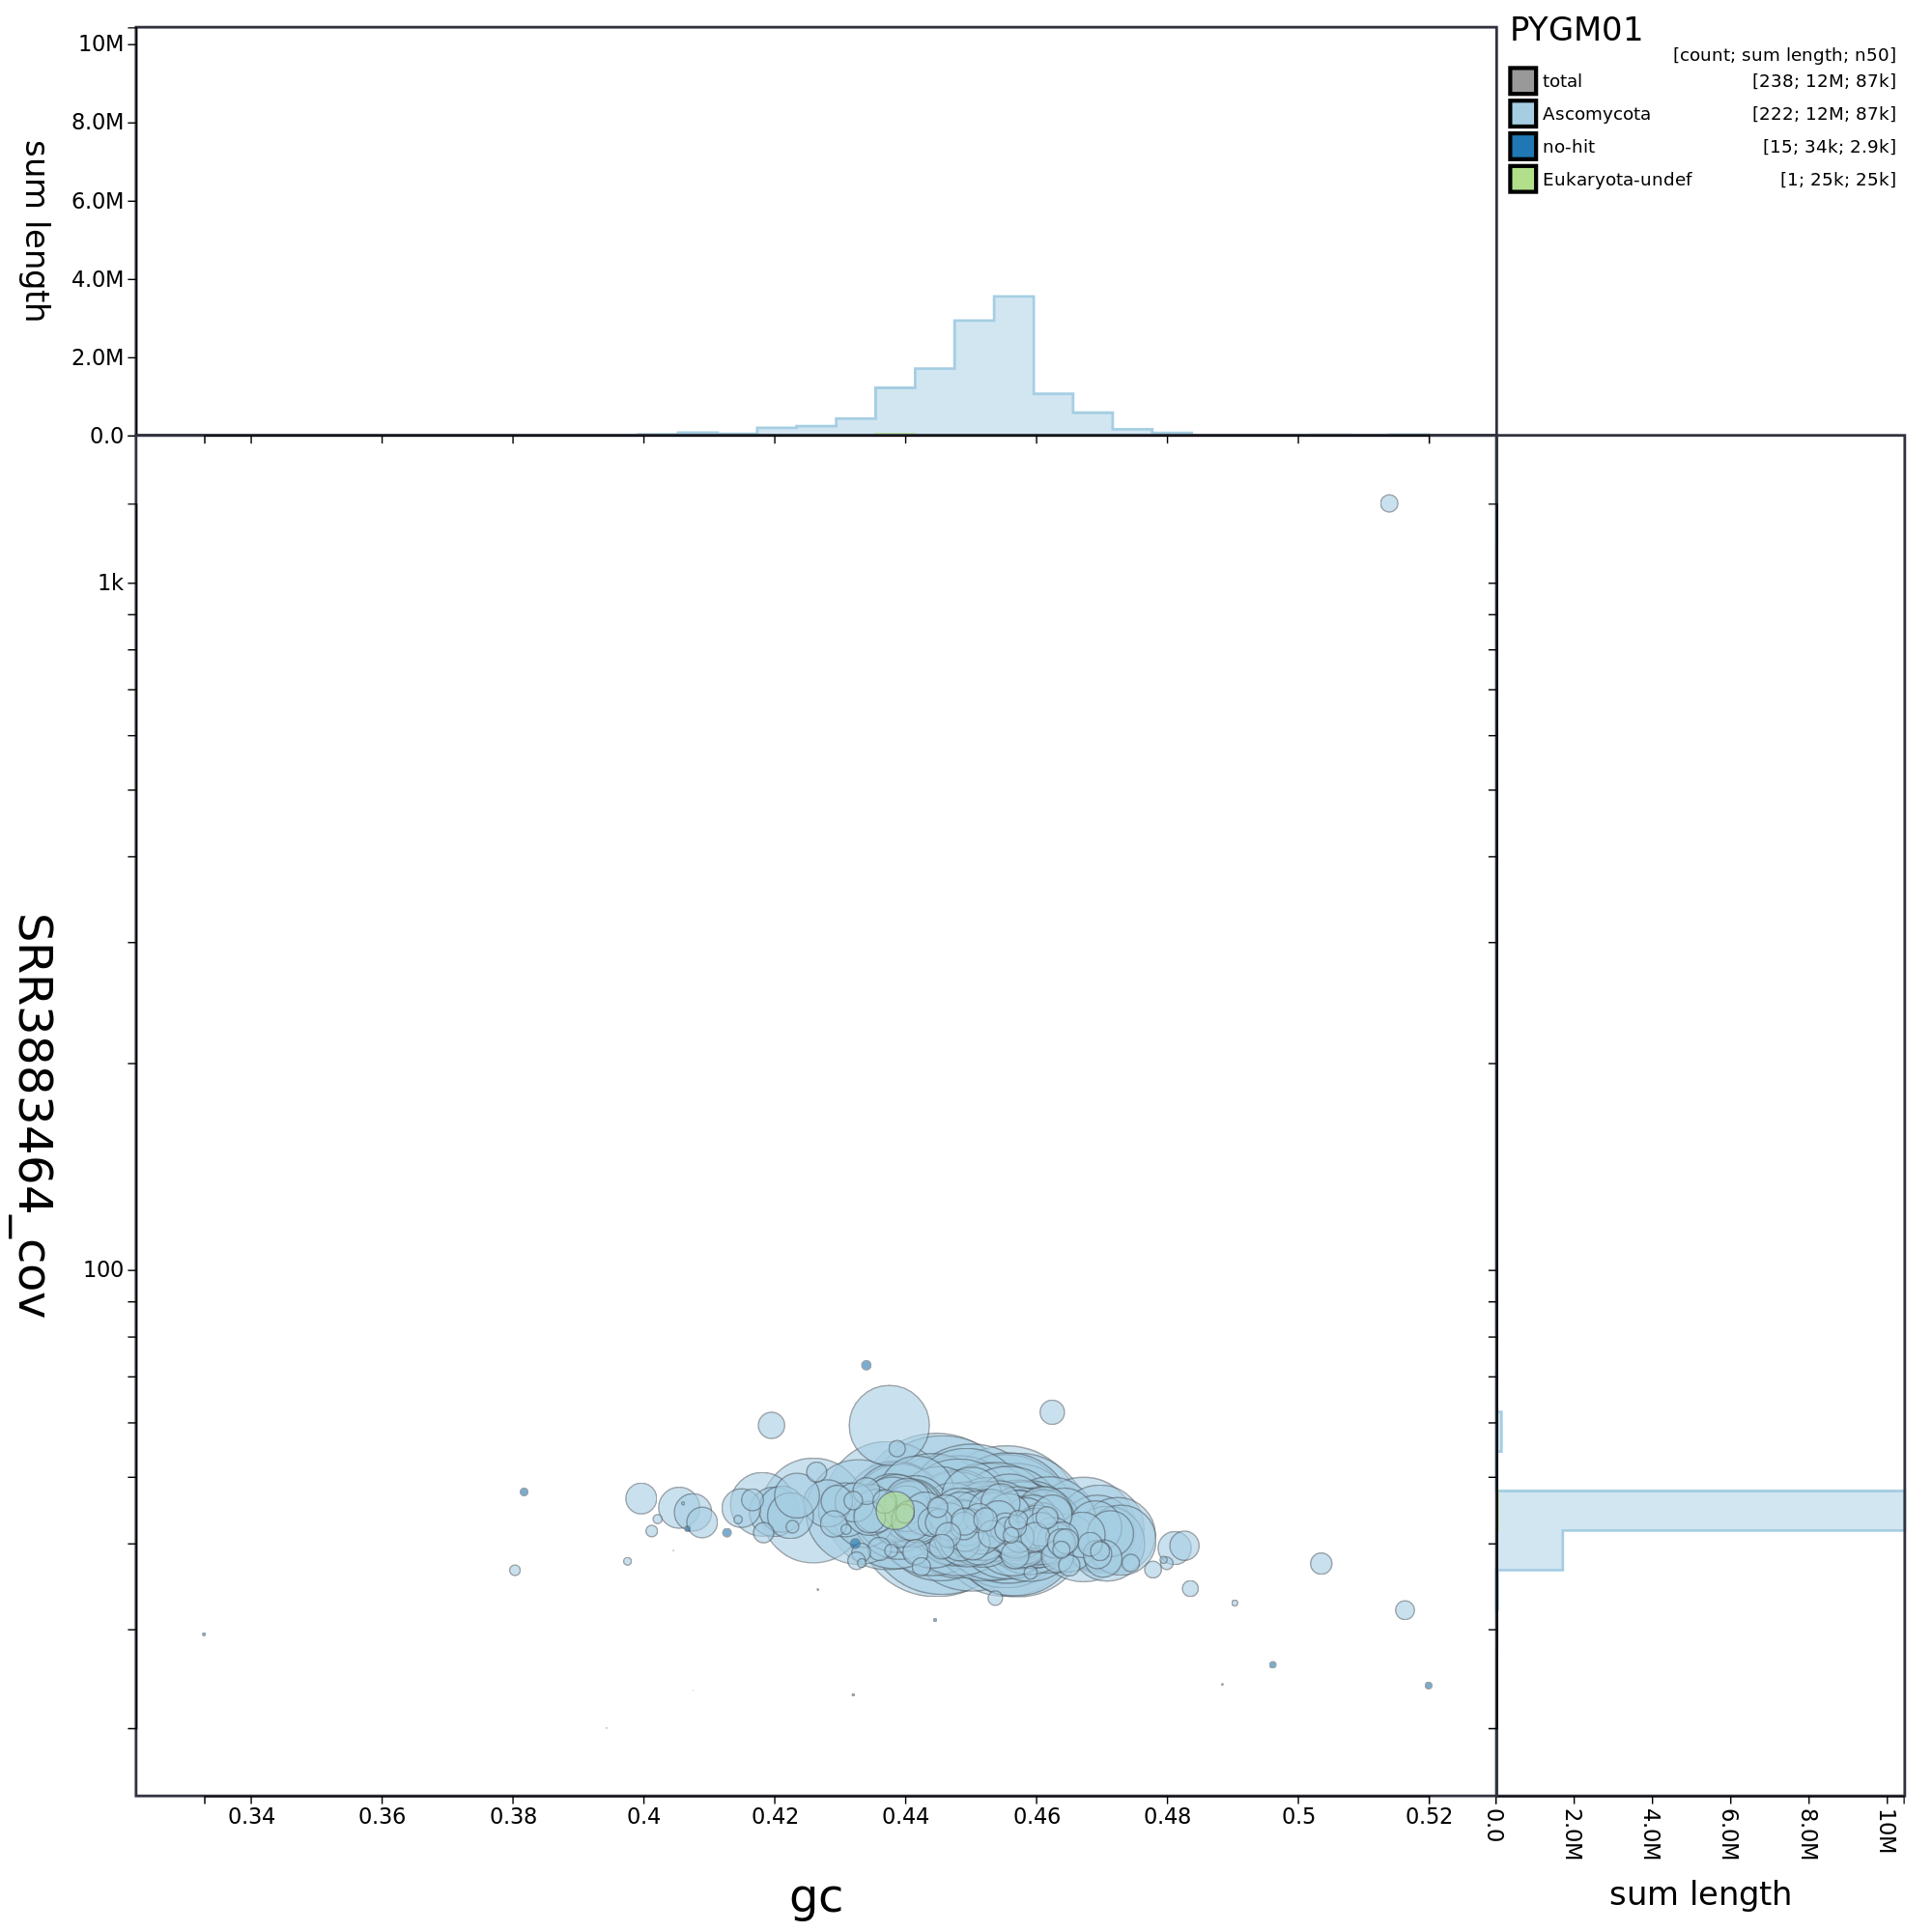 PYGM01
[count; sum length; n50]
total [238; 12M; 87k]
Ascomycota [222; 12M; 87k]
no-hit [15; 34k; 2.9k]
Eukaryota-undef [1; 25k; 25k]
sum length
10M
8.0M
6.0M
4.0M
2.0M
0.0
SRR3883464_cov
1k
100
0.34 0.36 0.38 0.4 0.42 0.44 0.46 0.48 0.5 0.52
gc
0.0 2.0M 4.0M 6.0M 8.0M 10M
sum length